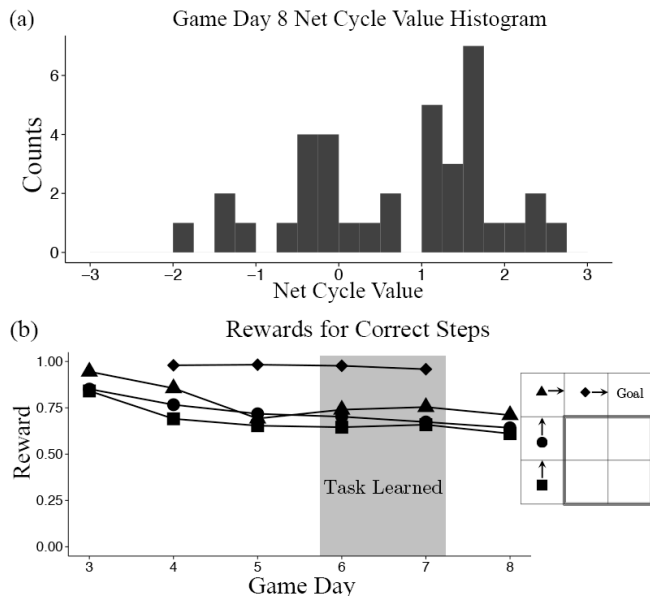 (a) Game Day 8 Net Cycle Value Histogram
6
4
2
0
Counts
−3 −2 −1 0 1 2 3
Net Cycle Value
(b) Rewards for Correct Steps
1.00
0.75
0.50
0.25
0.00
Reward
Task Learned
3 4 5 6 7 8
Game Day
Goal